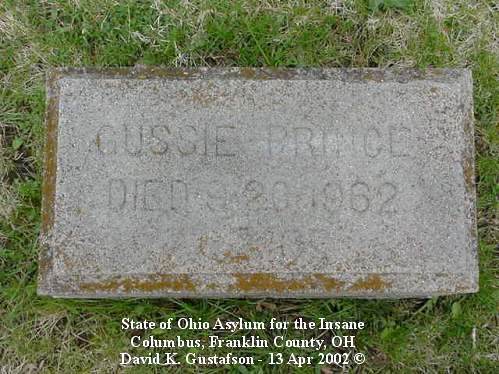 GUSSIE PRINCE
DIED 9-26-1962
State of Ohio Asylum for the Insane
Columbus, Franklin County, OH
David K. Gustafson - 13 Apr 2002 ©